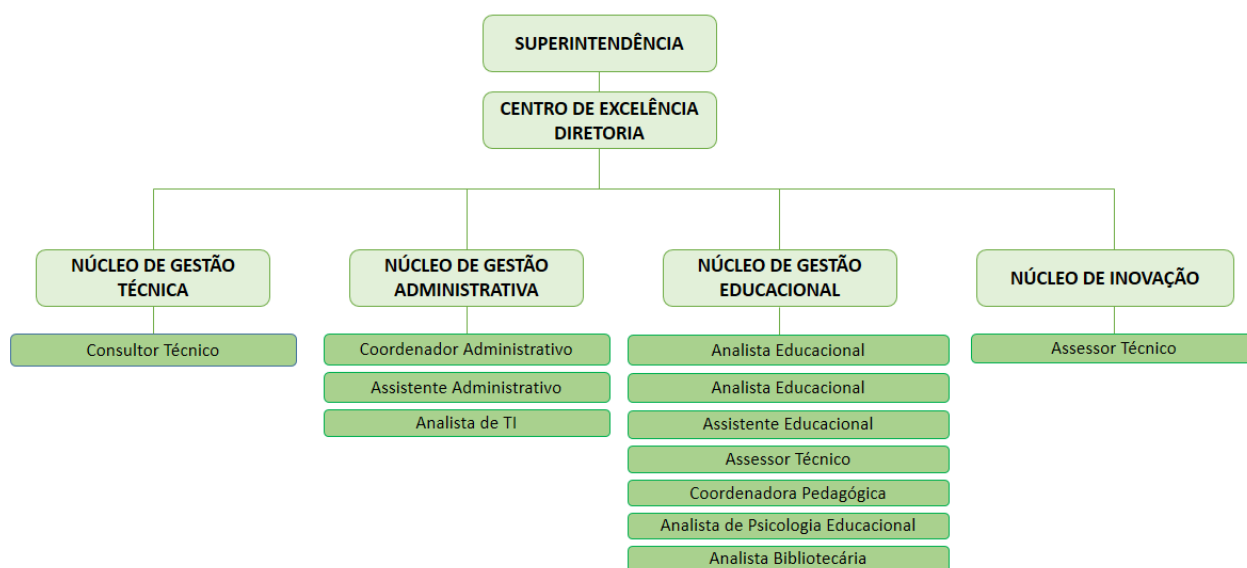 SUPERINTENDÊNCIA
CENTRO DE EXCELÊNCIA
DIRETORIA
NÚCLEO DE GESTÃO
TÉCNICA
Consultor Técnico
NÚCLEO DE GESTÃO
ADMINISTRATIVA
Coordenador Administrativo
Assistente Administrativo
Analista de TI
NÚCLEO DE GESTÃO
EDUCACIONAL
Analista Educacional
Analista Educacional
Assistente Educacional
Assessor Técnico
Coordenadora Pedagógica
Analista de Psicologia Educacional
Analista Bibliotecária
NÚCLEO DE INOVAÇÃO
Assessor Técnico